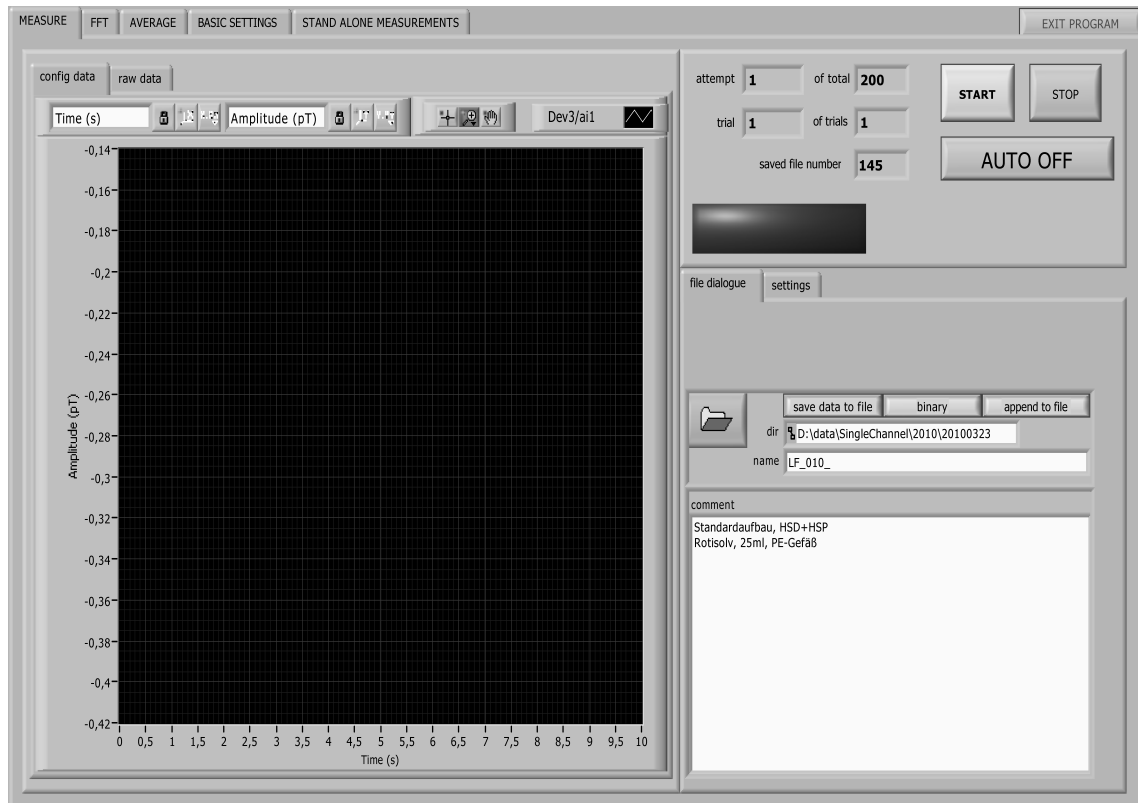 MEASURE FFT AVERAGE BASIC SETTINGS STAND ALONE MEASUREMENTS EXIT PROGRAM
config data raw data
Time (s) Amplitude (pT) Dev3/ai1
-0,14
-0,16
-0,18
-0,2
-0,22
-0,24
-0,26
-0,28
-0,3
-0,32
-0,34
-0,36
-0,38
-0,4
-0,42
Amplitude (pT)
0 0,5 1 1,5 2 2,5 3 3,5 4 4,5 5 5,5 6 6,5 7 7,5 8 8,5 9 9,5 10
Time (s)
attempt 1 of total 200
trial 1 of trials 1
saved file number 145
START STOP
AUTO OFF
file dialogue settings
save data to file binary append to file
dir D:\data\SingleChannel\2010\20100323
name LF_010_
comment
Standardaufbau, HSD+HSP
Rotisolv, 25ml, PE-Gefäß